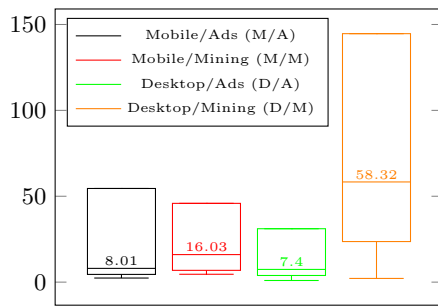 150
100
50
0
Mobile/Ads (M/A)
Mobile/Mining (M/M)
Desktop/Ads (D/A)
Desktop/Mining (D/M)
8.01
16.03
7.4
58.32